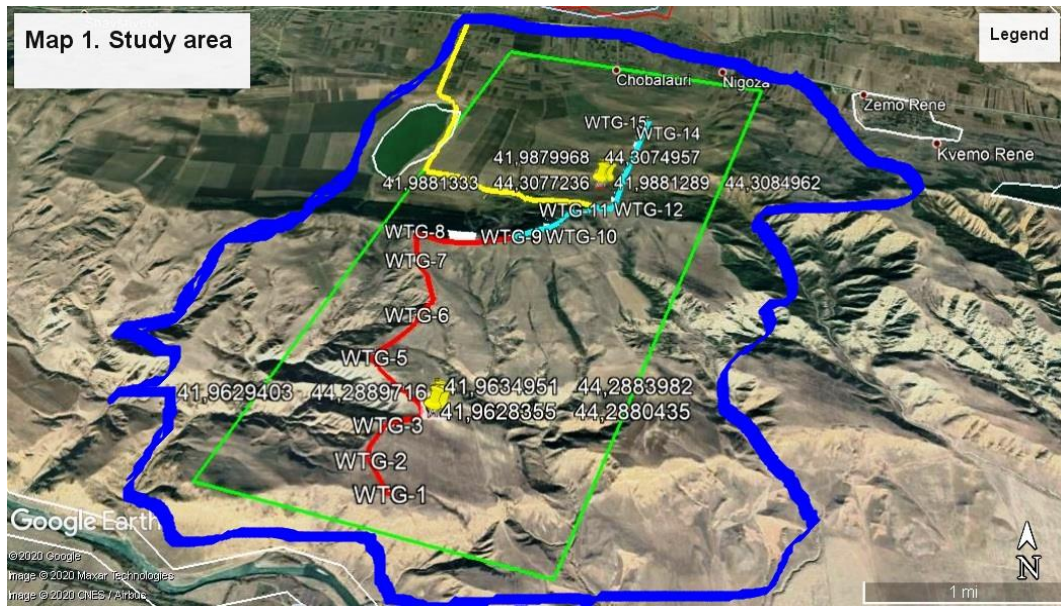 Map 1. Study area
Legend
Chobalauri
Nigoza
Zemo Rene
Kvemo Rene
WTG-15
WTG-14
41,9879968 44,3074957
41,9881333 44,3077236 41,9881289 44,3084962
WTG-11 WTG-12
WTG-8 WTG-9 WTG-10
WTG-7
WTG-6
WTG-5
41,9629403 44,2889716 41,9634951 44,2883982
41,9628355 44,2880435
WTG-3
WTG-2
WTG-1
Google Earth
© 2020 Google
Image © 2020 Maxar Technologies
Image © 2020 CNES / Airbus
N
1 mi